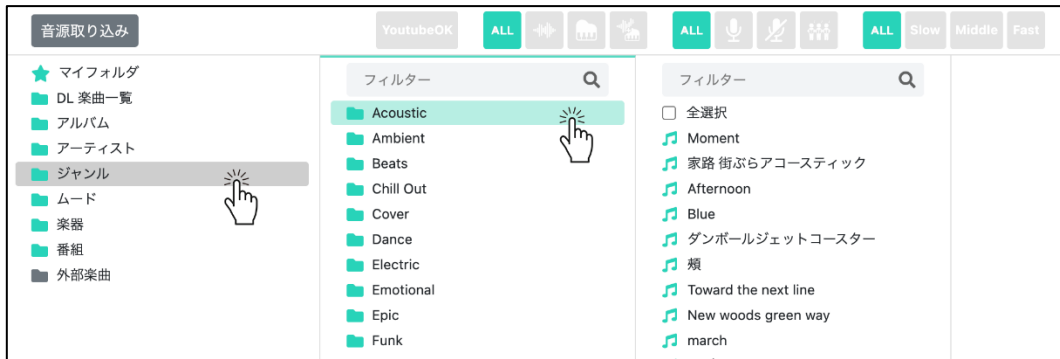 音源取り込み
YoutubeOK
ALL
ALL
ALL Slow Middle Fast
マイフォルダ
DL 楽曲一覧
アルバム
アーティスト
ジャンル
ムード
楽器
番組
外部楽曲
フィルター
Acoustic
Ambient
Beats
Chill Out
Cover
Dance
Electric
Emotional
Epic
Funk
フィルター
全選択
Moment
家路 街ぶらアコースティック
Afternoon
Blue
ダンボールジェットコースター
頬
Toward the next line
New woods green way
march